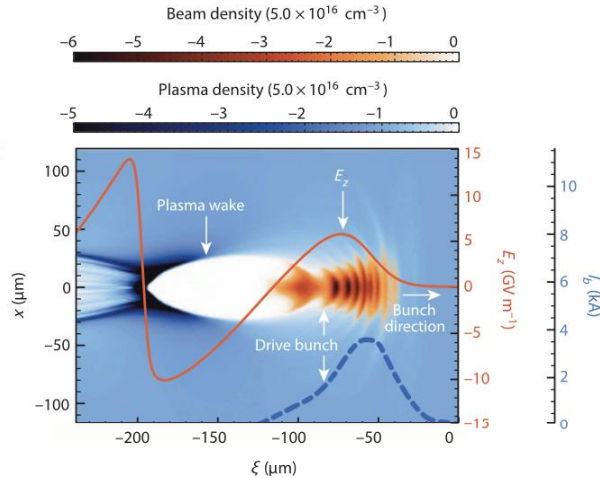 Beam density (5.0 × 10¹⁶ cm⁻³)
−6 −5 −4 −3 −2 −1 0
Plasma density (5.0 × 10¹⁶ cm⁻³)
−5 −4 −3 −2 −1 0
100
50
0
−50
−100
x (μm)
Plasma wake
E_z
Drive bunch
Bunch
direction
15
10
5
0
−5
−10
−15
E_z (GV m⁻¹)
10
8
6
4
2
0
I_b (kA)
−200 −150 −100 −50 0
ξ (μm)